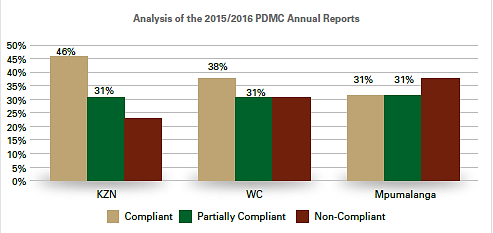 Analysis of the 2015/2016 PDMC Annual Reports
50%
45%
40%
35%
30%
25%
20%
15%
10%
5%
0%
46%
31%
38%
31%
31%
31%
KZN
WC
Mpumalanga
Compliant
Partially Compliant
Non-Compliant